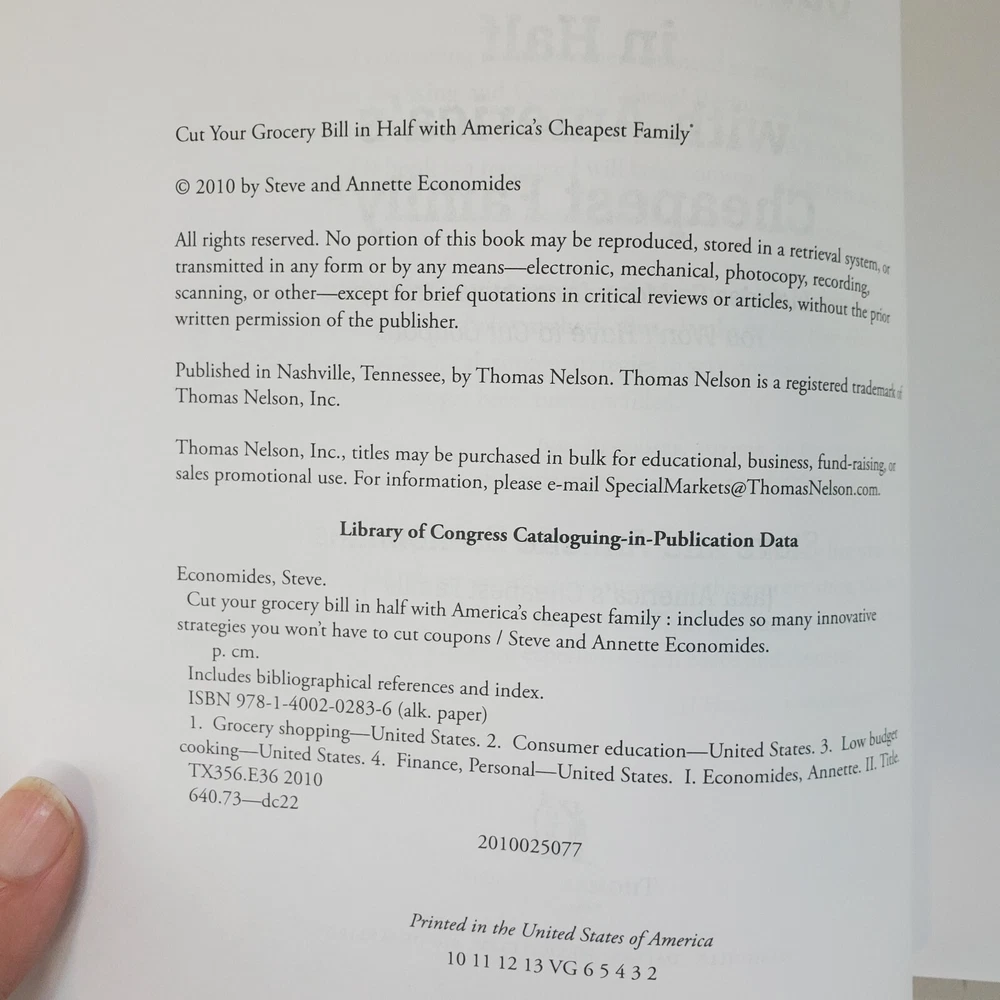 Cut Your Grocery Bill in Half with America's Cheapest Family®
© 2010 by Steve and Annette Economides
All rights reserved. No portion of this book may be reproduced, stored in a retrieval system, or
transmitted in any form or by any means—electronic, mechanical, photocopy, recording,
scanning, or other—except for brief quotations in critical reviews or articles, without the prior
written permission of the publisher.
Published in Nashville, Tennessee, by Thomas Nelson. Thomas Nelson is a registered trademark of
Thomas Nelson, Inc.
Thomas Nelson, Inc., titles may be purchased in bulk for educational, business, fund-raising, or
sales promotional use. For information, please e-mail SpecialMarkets@ThomasNelson.com.
Library of Congress Cataloguing-in-Publication Data
Economides, Steve.
Cut your grocery bill in half with America's cheapest family : includes so many innovative
strategies you won't have to cut coupons / Steve and Annette Economides.
p. cm.
Includes bibliographical references and index.
ISBN 978-1-4002-0283-6 (alk. paper)
1. Grocery shopping—United States. 2. Consumer education—United States. 3. Low budget
cooking—United States. 4. Finance, Personal—United States. I. Economides, Annette. II. Title.
TX356.E36 2010
640.73—dc22
2010025077
Printed in the United States of America
10 11 12 13 VG 6 5 4 3 2